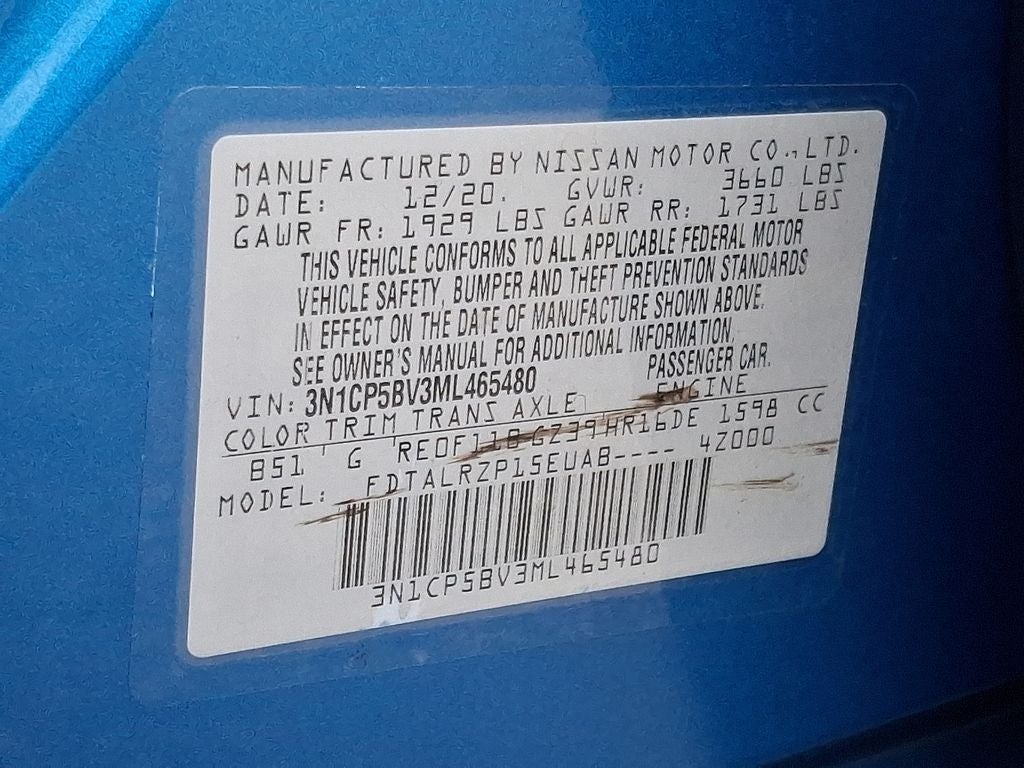 MANUFACTURED BY NISSAN MOTOR CO., LTD.
DATE: 12/20. GVWR: 3660 LBS
GAWR FR: 1929 LBS GAWR RR: 1731 LBS
THIS VEHICLE CONFORMS TO ALL APPLICABLE FEDERAL MOTOR
VEHICLE SAFETY, BUMPER AND THEFT PREVENTION STANDARDS
IN EFFECT ON THE DATE OF MANUFACTURE SHOWN ABOVE.
SEE OWNER'S MANUAL FOR ADDITIONAL INFORMATION.
VIN: 3N1CP5BV3ML465480 PASSENGER CAR.
COLOR TRIM TRANS AXLE ENGINE
B51 G RE0F11B GZ39 HR16DE 1598 CC
MODEL: FDTALRZP15EUAB---- 4Z000
3N1CP5BV3ML465480